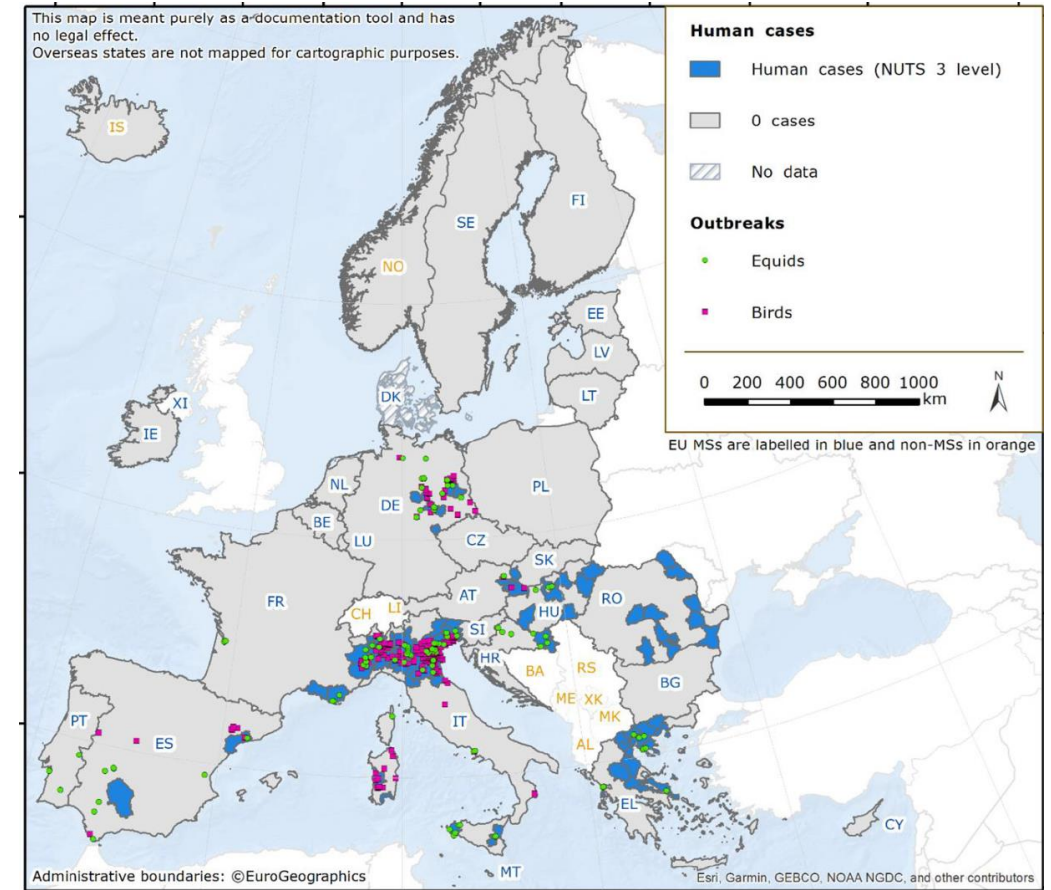 This map is meant purely as a documentation tool and has
no legal effect.
Overseas states are not mapped for cartographic purposes.
Human cases
Human cases (NUTS 3 level)
0 cases
No data
Outbreaks
Equids
Birds
0 200 400 600 800 1000
km
N
EU MSs are labelled in blue and non-MSs in orange
IS
FI
SE
NO
EE
LV
LT
DK
XI
IE
NL
PL
DE
BE
LU
CZ
SK
FR
AT
CH
LI
HU
RO
SI
HR
BA
RS
BG
ME
XK
MK
IT
PT
ES
AL
EL
CY
MT
Administrative boundaries: ©EuroGeographics
Esri, Garmin, GEBCO, NOAA NGDC, and other contributors